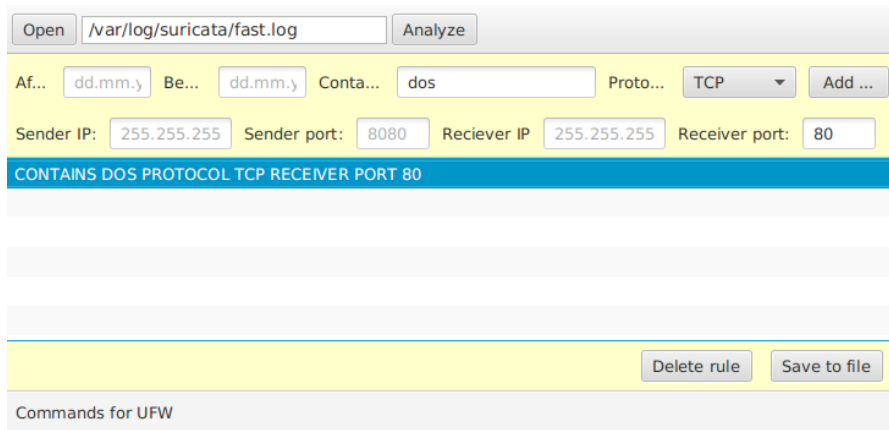 Open /var/log/suricata/fast.log Analyze
Af... dd.mm.y Be... dd.mm.y Conta... dos Proto... TCP Add ...
Sender IP: 255.255.255 Sender port: 8080 Reciever IP 255.255.255 Receiver port: 80
CONTAINS DOS PROTOCOL TCP RECEIVER PORT 80
Delete rule Save to file
Commands for UFW